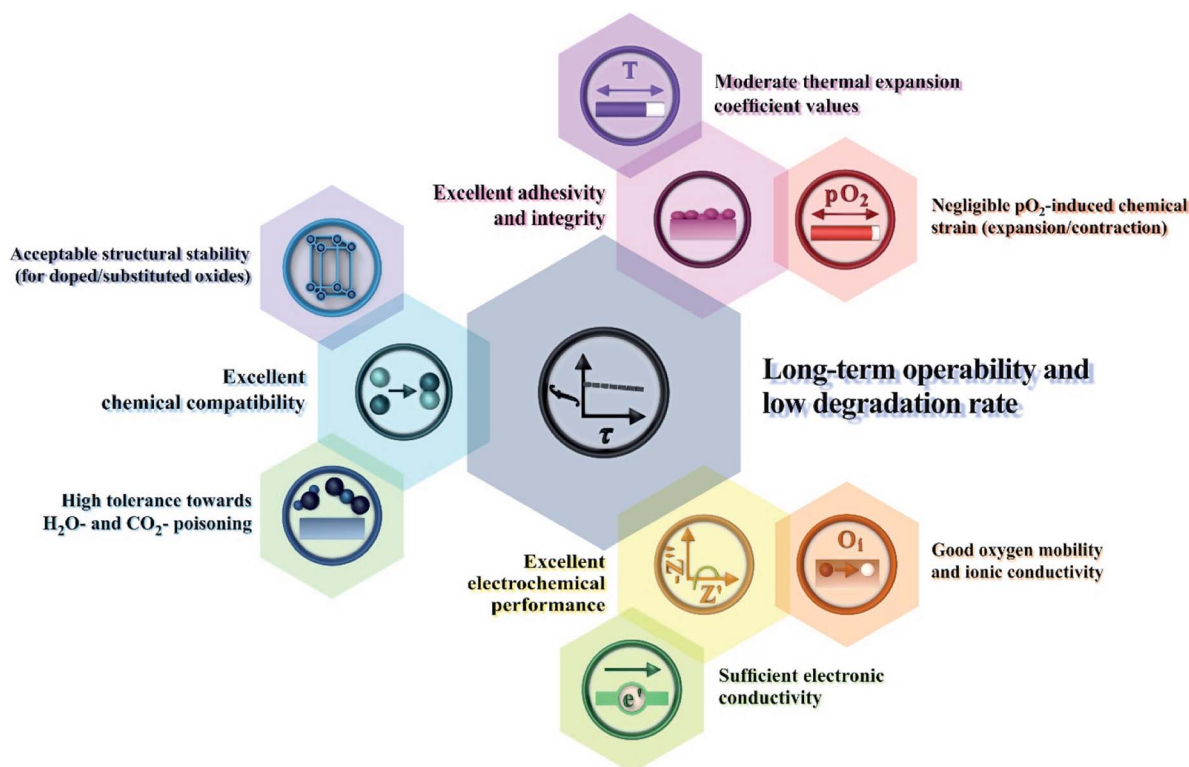 T
Moderate thermal expansion
coefficient values
Excellent adhesivity
and integrity
pO₂
Negligible pO₂-induced chemical
strain (expansion/contraction)
Acceptable structural stability
(for doped/substituted oxides)
Excellent
chemical compatibility
f
τ
Long-term operability and
low degradation rate
High tolerance towards
H₂O- and CO₂- poisoning
Excellent
electrochemical
performance
-Z"
Z'
Oᵢ
Good oxygen mobility
and ionic conductivity
e'
Sufficient electronic
conductivity